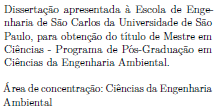 Dissertação apresentada à Escola de Enge-
nharia de São Carlos da Universidade de São
Paulo, para obtenção do título de Mestre em
Ciências - Programa de Pós-Graduação em
Ciências da Engenharia Ambiental.
Área de concentração: Ciências da Engenharia
Ambiental